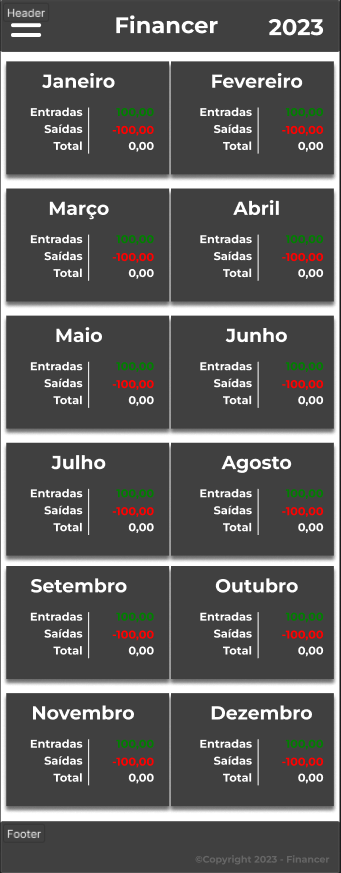 Header
Financer 2023
Janeiro
Entradas 100,00
Saídas -100,00
Total 0,00
Fevereiro
Entradas 100,00
Saídas -100,00
Total 0,00
Março
Entradas 100,00
Saídas -100,00
Total 0,00
Abril
Entradas 100,00
Saídas -100,00
Total 0,00
Maio
Entradas 100,00
Saídas -100,00
Total 0,00
Junho
Entradas 100,00
Saídas -100,00
Total 0,00
Julho
Entradas 100,00
Saídas -100,00
Total 0,00
Agosto
Entradas 100,00
Saídas -100,00
Total 0,00
Setembro
Entradas 100,00
Saídas -100,00
Total 0,00
Outubro
Entradas 100,00
Saídas -100,00
Total 0,00
Novembro
Entradas 100,00
Saídas -100,00
Total 0,00
Dezembro
Entradas 100,00
Saídas -100,00
Total 0,00
Footer
©Copyright 2023 - Financer